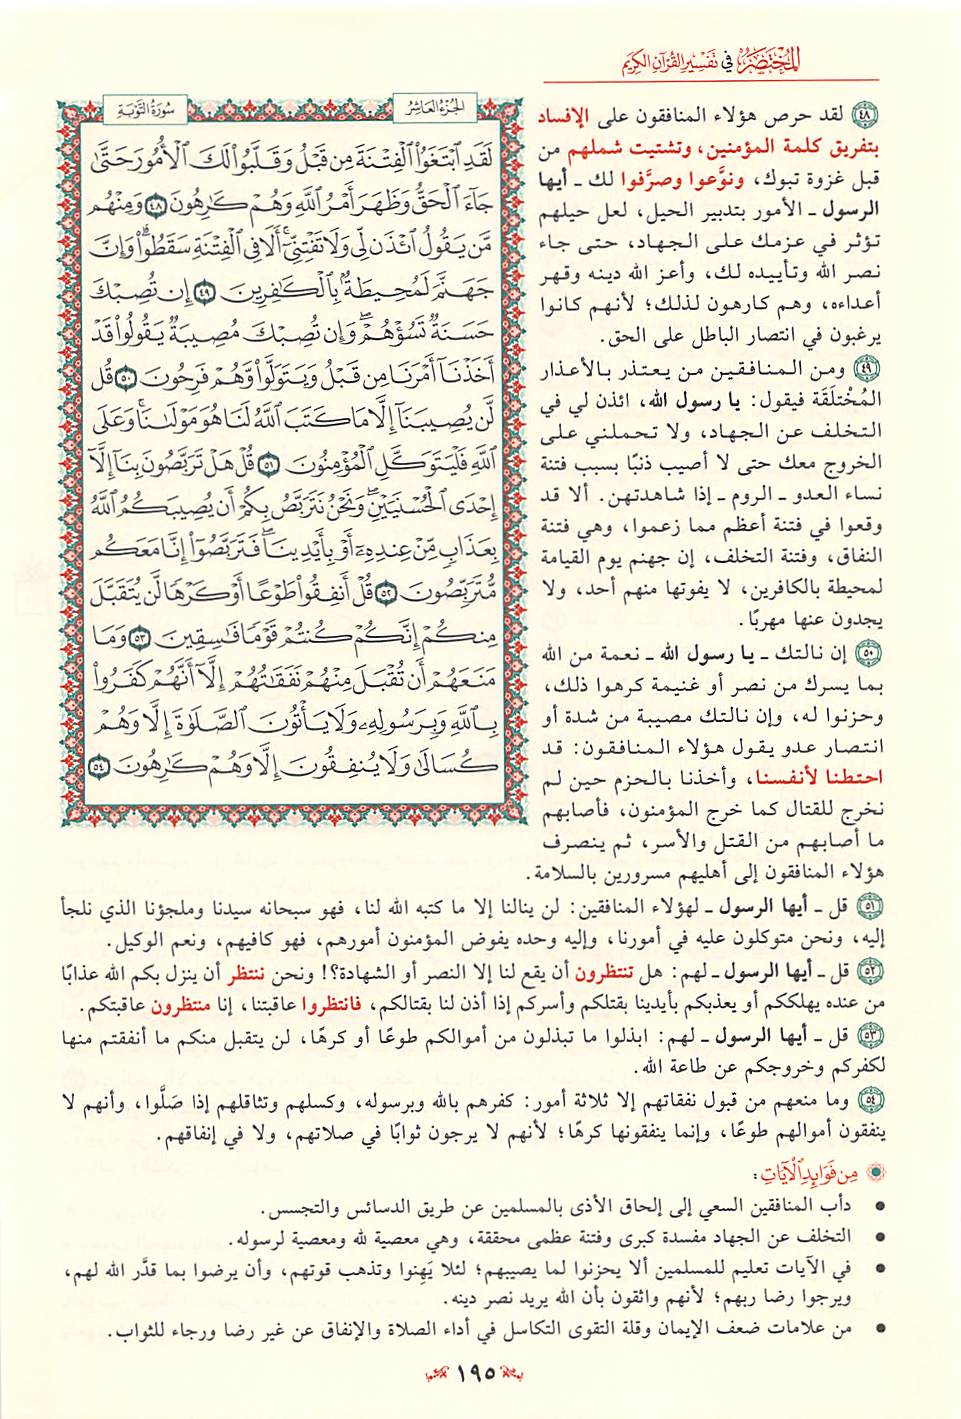 المختصر في تفسير القرآن الكريم
الجزء العاشر
سورة التوبة
لَقَدِ ٱبْتَغَوُا۟ ٱلْفِتْنَةَ مِن قَبْلُ وَقَلَّبُوا۟ لَكَ ٱلْأُمُورَ حَتَّىٰ
جَآءَ ٱلْحَقُّ وَظَهَرَ أَمْرُ ٱللَّهِ وَهُمْ كَٰرِهُونَ ٤٨ وَمِنْهُم
مَّن يَقُولُ ٱئْذَن لِّى وَلَا تَفْتِنِّىٓ ۚ أَلَا فِى ٱلْفِتْنَةِ سَقَطُوا۟ ۗ وَإِنَّ
جَهَنَّمَ لَمُحِيطَةٌۢ بِٱلْكَٰفِرِينَ ٤٩ إِن تُصِبْكَ
حَسَنَةٌ تَسُؤْهُمْ ۖ وَإِن تُصِبْكَ مُصِيبَةٌ يَقُولُوا۟ قَدْ
أَخَذْنَآ أَمْرَنَا مِن قَبْلُ وَيَتَوَلَّوا۟ وَّهُمْ فَرِحُونَ ٥٠ قُل
لَّن يُصِيبَنَآ إِلَّا مَا كَتَبَ ٱللَّهُ لَنَا هُوَ مَوْلَىٰنَا ۚ وَعَلَى
ٱللَّهِ فَلْيَتَوَكَّلِ ٱلْمُؤْمِنُونَ ٥١ قُلْ هَلْ تَرَبَّصُونَ بِنَآ إِلَّآ
إِحْدَى ٱلْحُسْنَيَيْنِ ۖ وَنَحْنُ نَتَرَبَّصُ بِكُمْ أَن يُصِيبَكُمُ ٱللَّهُ
بِعَذَابٍ مِّنْ عِندِهِۦٓ أَوْ بِأَيْدِينَا ۖ فَتَرَبَّصُوٓا۟ إِنَّا مَعَكُم
مُّتَرَبِّصُونَ ٥٢ قُلْ أَنفِقُوا۟ طَوْعًا أَوْ كَرْهًا لَّن يُتَقَبَّلَ
مِنكُمْ ۖ إِنَّكُمْ كُنتُمْ قَوْمًا فَٰسِقِينَ ٥٣ وَمَا
مَنَعَهُمْ أَن تُقْبَلَ مِنْهُمْ نَفَقَٰتُهُمْ إِلَّآ أَنَّهُمْ كَفَرُوا۟
بِٱللَّهِ وَبِرَسُولِهِۦ وَلَا يَأْتُونَ ٱلصَّلَوٰةَ إِلَّا وَهُمْ
كُسَالَىٰ وَلَا يُنفِقُونَ إِلَّا وَهُمْ كَٰرِهُونَ ٥٤
٤٨ لقد حرص هؤلاء المنافقون على الإفساد
بتفريق كلمة المؤمنين، وتشتيت شملهم من
قبل غزوة تبوك، ونوَّعوا وصرَّفوا لك ـ أيها
الرسول ـ الأمور بتدبير الحيل، لعل حيلهم
تؤثر في عزمك على الجهاد، حتى جاء
نصر الله وتأييده لك، وأعز الله دينه وقهر
أعداءه، وهم كارهون لذلك؛ لأنهم كانوا
يرغبون في انتصار الباطل على الحق.
٤٩ ومن المنافقين من يعتذر بالأعذار
المُخْتلَقَة فيقول: يا رسول الله، ائذن لي في
التخلف عن الجهاد، ولا تحملني على
الخروج معك حتى لا أصيب ذنبًا بسبب فتنة
نساء العدو ـ الروم ـ إذا شاهدتهن. ألا قد
وقعوا في فتنة أعظم مما زعموا، وهي فتنة
النفاق، وفتنة التخلف، إن جهنم يوم القيامة
لمحيطة بالكافرين، لا يفوتها منهم أحد، ولا
يجدون عنها مهربًا.
٥٠ إن نالتك ـ يا رسول الله ـ نعمة من الله
بما يسرك من نصر أو غنيمة كرهوا ذلك،
وحزنوا له، وإن نالتك مصيبة من شدة أو
انتصار عدو يقول هؤلاء المنافقون: قد
احتطنا لأنفسنا، وأخذنا بالحزم حين لم
نخرج للقتال كما خرج المؤمنون، فأصابهم
ما أصابهم من القتل والأسر، ثم ينصرف
هؤلاء المنافقون إلى أهليهم مسرورين بالسلامة.
٥١ قل ـ أيها الرسول ـ لهؤلاء المنافقين: لن ينالنا إلا ما كتبه الله لنا، فهو سبحانه سيدنا وملجؤنا الذي نلجأ
إليه، ونحن متوكلون عليه في أمورنا، وإليه وحده يفوض المؤمنون أمورهم، فهو كافيهم، ونعم الوكيل.
٥٢ قل ـ أيها الرسول ـ لهم: هل تنتظرون أن يقع لنا إلا النصر أو الشهادة؟! ونحن ننتظر أن ينزل بكم الله عذابًا
من عنده يهلككم أو يعذبكم بأيدينا بقتلكم وأسركم إذا أذن لنا بقتالكم، فانتظروا عاقبتنا، إنا منتظرون عاقبتكم.
٥٣ قل ـ أيها الرسول ـ لهم: ابذلوا ما تبذلون من أموالكم طوعًا أو كرهًا، لن يتقبل منكم ما أنفقتم منها
لكفركم وخروجكم عن طاعة الله.
٥٤ وما منعهم من قبول نفقاتهم إلا ثلاثة أمور: كفرهم بالله وبرسوله، وكسلهم وتثاقلهم إذا صَلَّوا، وأنهم لا
ينفقون أموالهم طوعًا، وإنما ينفقونها كرهًا؛ لأنهم لا يرجون ثوابًا في صلاتهم، ولا في إنفاقهم.
من فوائد الآيات:
• دأب المنافقين السعي إلى إلحاق الأذى بالمسلمين عن طريق الدسائس والتجسس.
• التخلف عن الجهاد مفسدة كبرى وفتنة عظمى محققة، وهي معصية لله ومعصية لرسوله.
• في الآيات تعليم للمسلمين ألا يحزنوا لما يصيبهم؛ لئلا يَهِنوا وتذهب قوتهم، وأن يرضوا بما قدَّر الله لهم،
ويرجوا رضا ربهم؛ لأنهم واثقون بأن الله يريد نصر دينه.
• من علامات ضعف الإيمان وقلة التقوى التكاسل في أداء الصلاة والإنفاق عن غير رضا ورجاء للثواب.
١٩٥